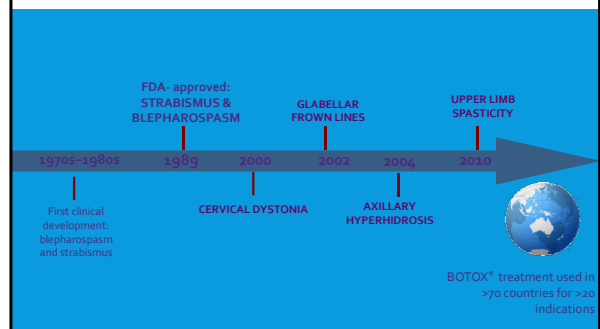 FDA- approved:
STRABISMUS &
BLEPHAROSPASM
GLABELLAR
FROWN LINES
UPPER LIMB
SPASTICITY
1970s–1980s 1989 2000 2002 2004 2010
First clinical
development:
blepharospasm
and strabismus
CERVICAL DYSTONIA
AXILLARY
HYPERHIDROSIS
BOTOX® treatment used in
>70 countries for >20
indications